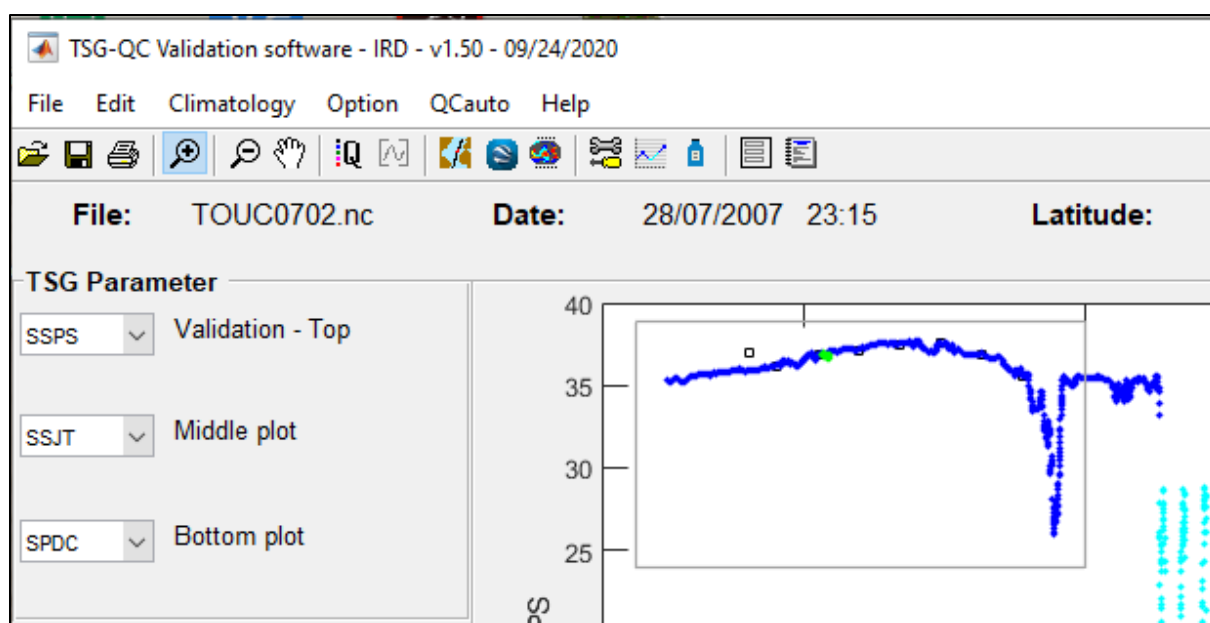 TSG-QC Validation software - IRD - v1.50 - 09/24/2020
File Edit Climatology Option QCauto Help
File: TOUC0702.nc Date: 28/07/2007 23:15 Latitude:
TSG Parameter
SSPS Validation - Top
SSJT Middle plot
SPDC Bottom plot
40
35
30
25